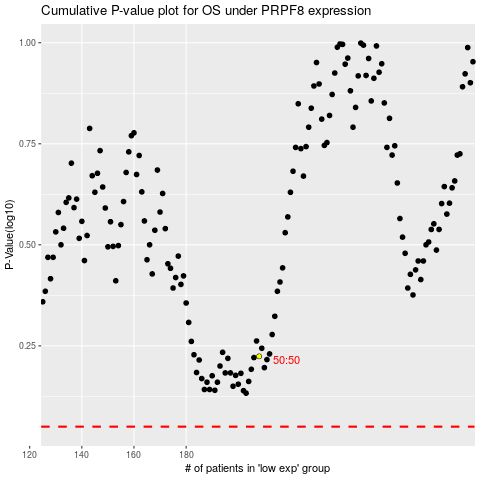 Cumulative P-value plot for OS under PRPF8 expression
P-Value(log10)
1.00
0.75
0.50
0.25
50:50
120 140 160 180
# of patients in 'low exp' group